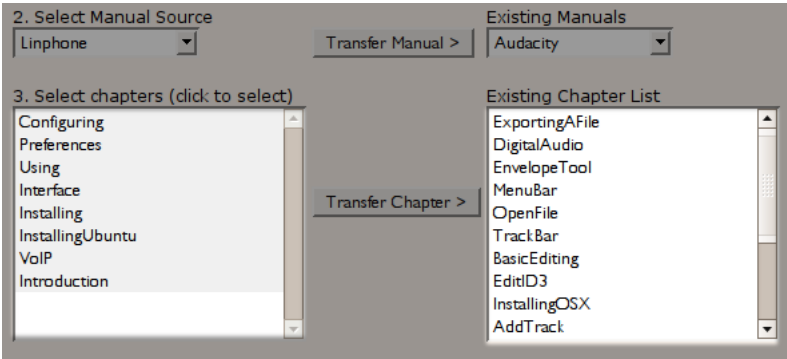 2. Select Manual Source
Linphone
Transfer Manual >
Existing Manuals
Audacity
3. Select chapters (click to select)
Configuring
Preferences
Using
Interface
Installing
InstallingUbuntu
VoIP
Introduction
Transfer Chapter >
Existing Chapter List
ExportingAFile
DigitalAudio
EnvelopeTool
MenuBar
OpenFile
TrackBar
BasicEditing
EditID3
InstallingOSX
AddTrack